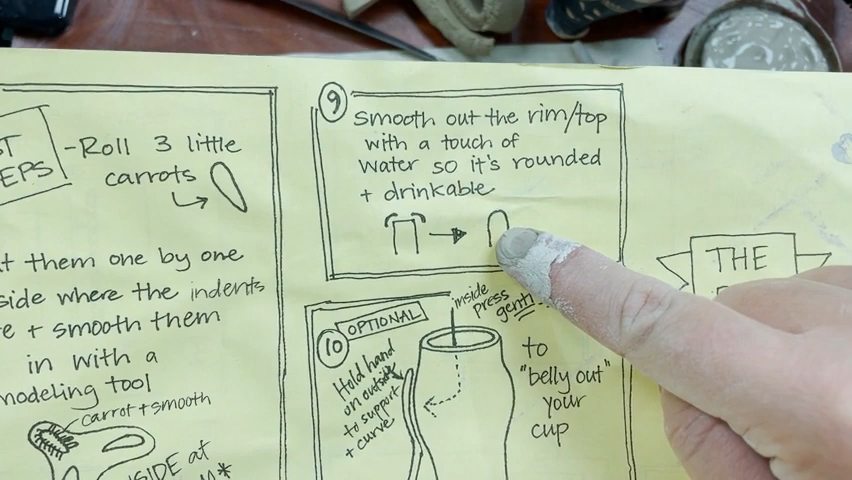 -Roll 3 little
carrots
them one by one
where the indents
+ smooth them
in with a
modeling tool
carrot + smooth
at
9
Smooth out the rim/top
with a touch of
water so it's rounded
+ drinkable
10
OPTIONAL
inside
press
Hold hand
on outside
to support
+ curve
to
"belly out"
your
cup
THE